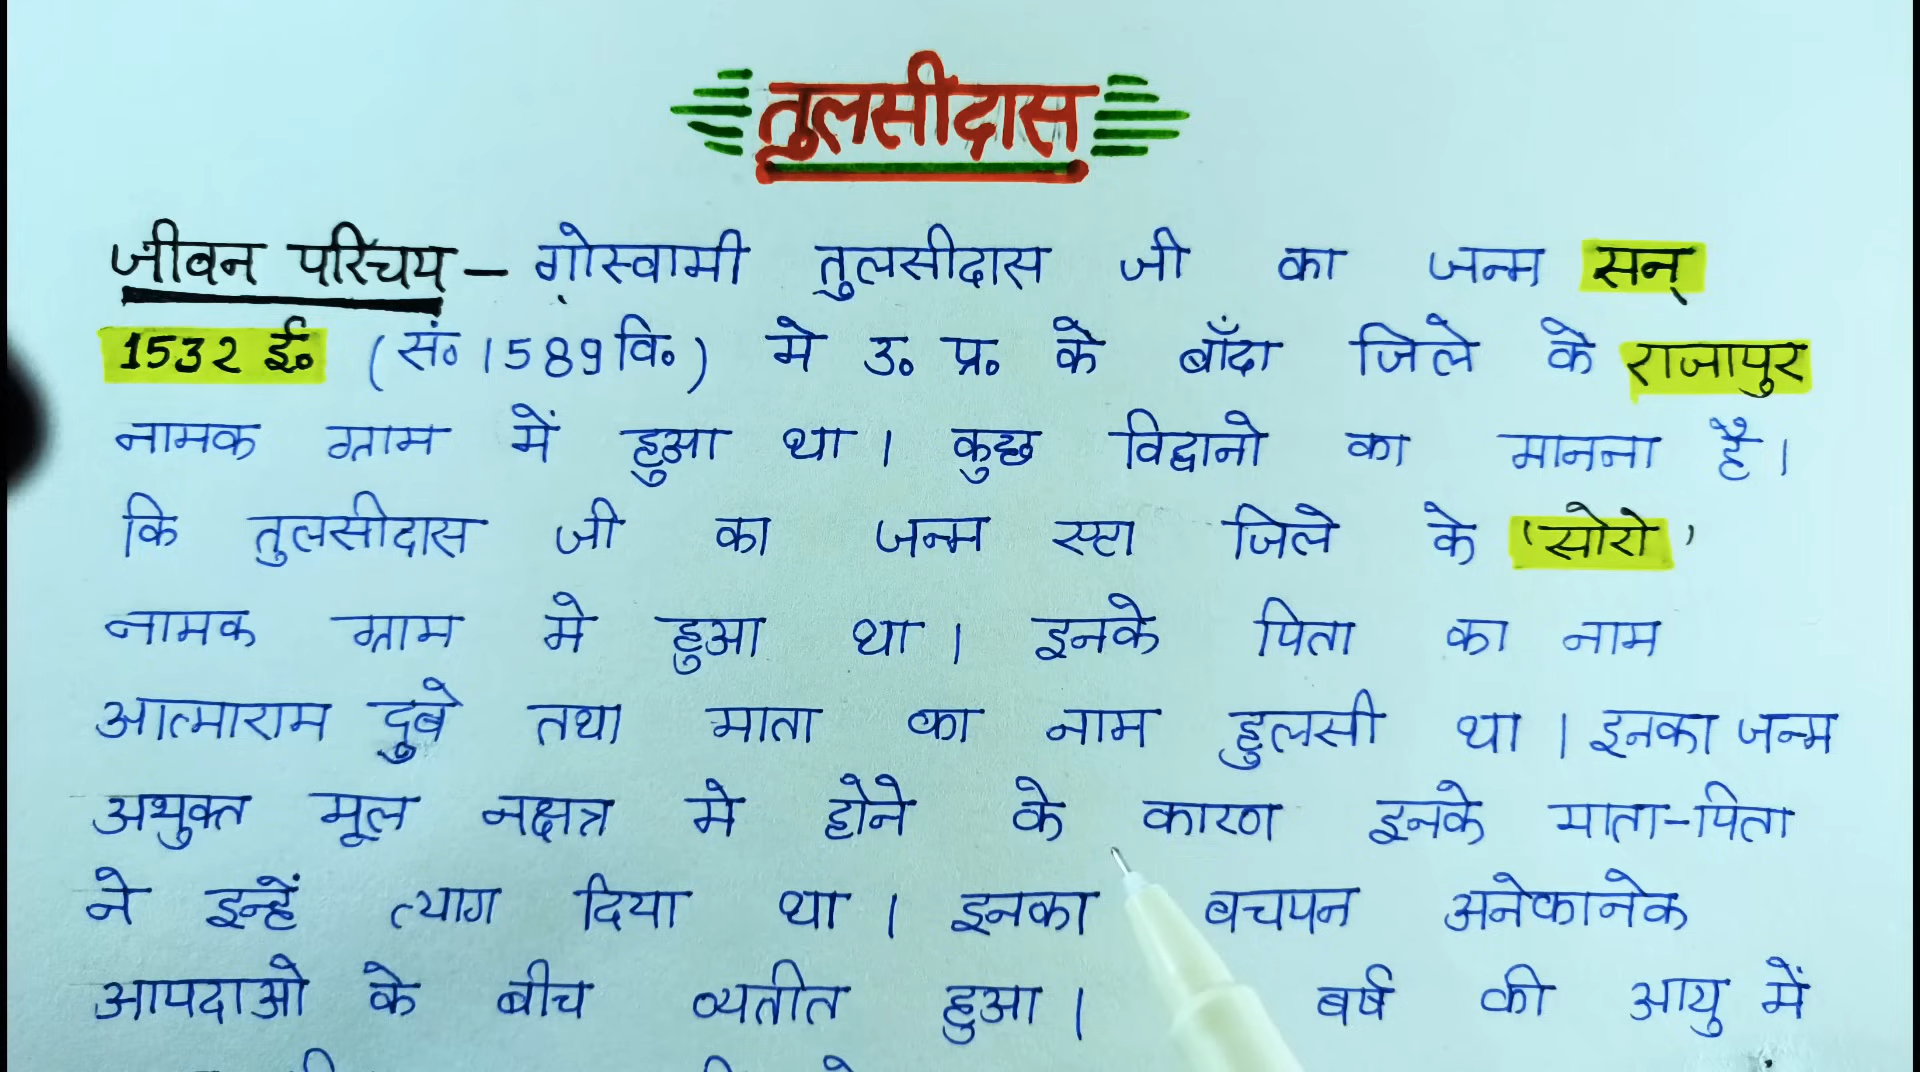 तुलसीदास
जीवन परिचय – गोस्वामी तुलसीदास जी का जन्म सन्
1532 ई० (सं० 1589 वि०) मे उ० प्र० के बाँदा जिले के राजापुर
नामक ग्राम में हुआ था। कुछ विद्वानो का मानना है।
कि तुलसीदास जी का जन्म एटा जिले के 'सोरो'
नामक ग्राम मे हुआ था। इनके पिता का नाम
आत्माराम दुबे तथा माता का नाम हुलसी था। इनका जन्म
अभुक्त मूल नक्षत्र मे होने के कारण इनके माता-पिता
ने इन्हें त्याग दिया था। इनका बचपन अनेकानेक
आपदाओ के बीच व्यतीत हुआ। बर्ष की आयु में